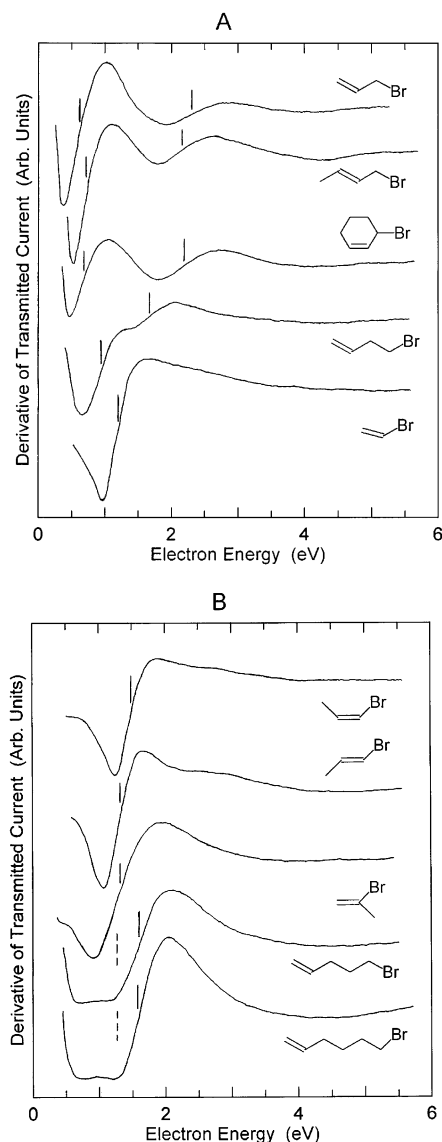 A
Derivative of Transmitted Current (Arb. Units)
Br
Br
Br
Br
Br
0 2 4 6
Electron Energy (eV)
B
Derivative of Transmitted Current (Arb. Units)
Br
Br
Br
Br
Br
0 2 4 6
Electron Energy (eV)